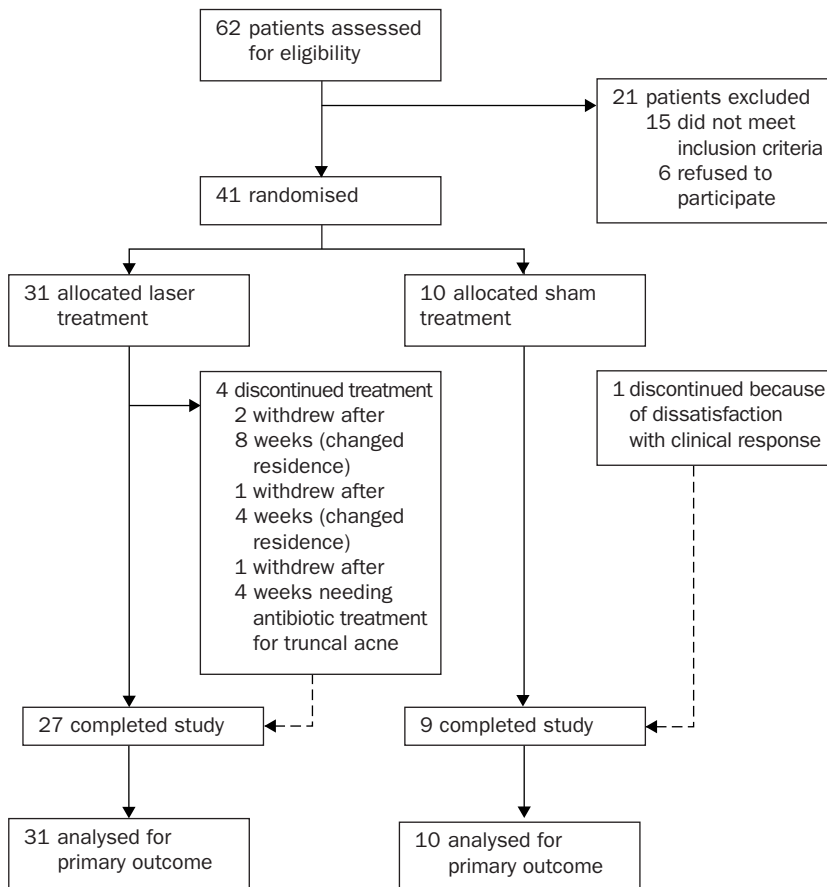 62 patients assessed
for eligibility
21 patients excluded
15 did not meet
inclusion criteria
6 refused to
participate
41 randomised
31 allocated laser
treatment
10 allocated sham
treatment
4 discontinued treatment
2 withdrew after
8 weeks (changed
residence)
1 withdrew after
4 weeks (changed
residence)
1 withdrew after
4 weeks needing
antibiotic treatment
for truncal acne
1 discontinued because
of dissatisfaction
with clinical response
27 completed study
9 completed study
31 analysed for
primary outcome
10 analysed for
primary outcome